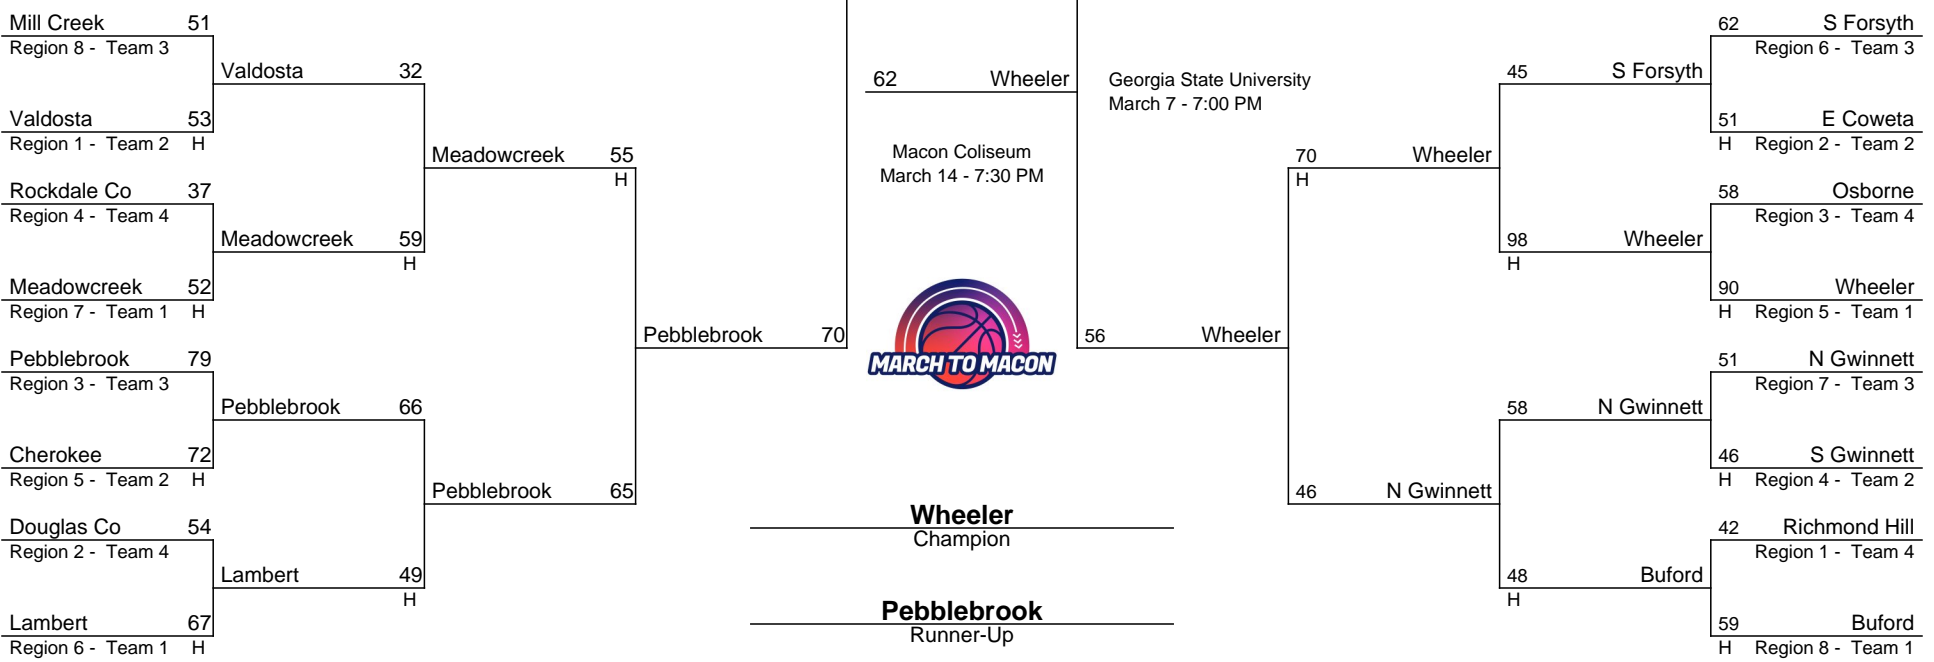 Mill Creek 51
Region 8 - Team 3
Valdosta 32
Valdosta 53
Region 1 - Team 2 H
Meadowcreek 55
H
Rockdale Co 37
Region 4 - Team 4
Meadowcreek 59
H
Meadowcreek 52
Region 7 - Team 1 H
Pebblebrook 70
Pebblebrook 79
Region 3 - Team 3
Pebblebrook 66
Cherokee 72
Region 5 - Team 2 H
Pebblebrook 65
Douglas Co 54
Region 2 - Team 4
Lambert 49
H
Lambert 67
Region 6 - Team 1 H
62 Wheeler
Georgia State University
March 7 - 7:00 PM
Macon Coliseum
March 14 - 7:30 PM
MARCH TO MACON
Wheeler
Champion
Pebblebrook
Runner-Up
62 S Forsyth
Region 6 - Team 3
45 S Forsyth
51 E Coweta
H Region 2 - Team 2
70 Wheeler
H
58 Osborne
Region 3 - Team 4
98 Wheeler
H
90 Wheeler
H Region 5 - Team 1
56 Wheeler
51 N Gwinnett
Region 7 - Team 3
58 N Gwinnett
46 S Gwinnett
H Region 4 - Team 2
46 N Gwinnett
42 Richmond Hill
Region 1 - Team 4
48 Buford
H
59 Buford
H Region 8 - Team 1